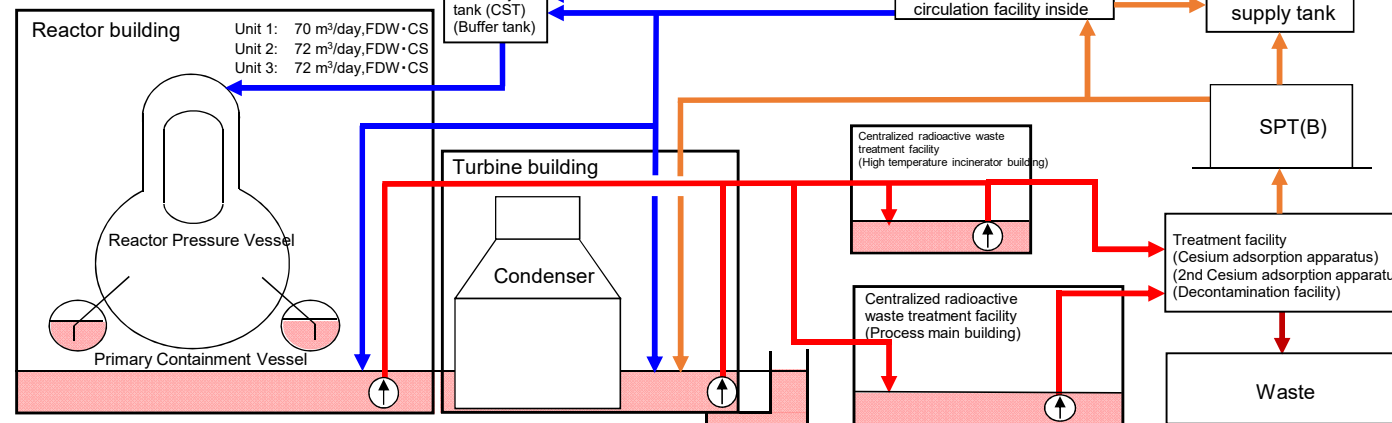 Reactor building
Unit 1: 70 m³/day,FDW・CS
Unit 2: 72 m³/day,FDW・CS
Unit 3: 72 m³/day,FDW・CS
tank (CST)
(Buffer tank)
circulation facility inside
supply tank
SPT(B)
Centralized radioactive waste
treatment facility
(High temperature incinerator building)
Turbine building
Reactor Pressure Vessel
Condenser
Treatment facility
(Cesium adsorption apparatus)
(2nd Cesium adsorption apparatu
(Decontamination facility)
Centralized radioactive
waste treatment facility
(Process main building)
Primary Containment Vessel
Waste